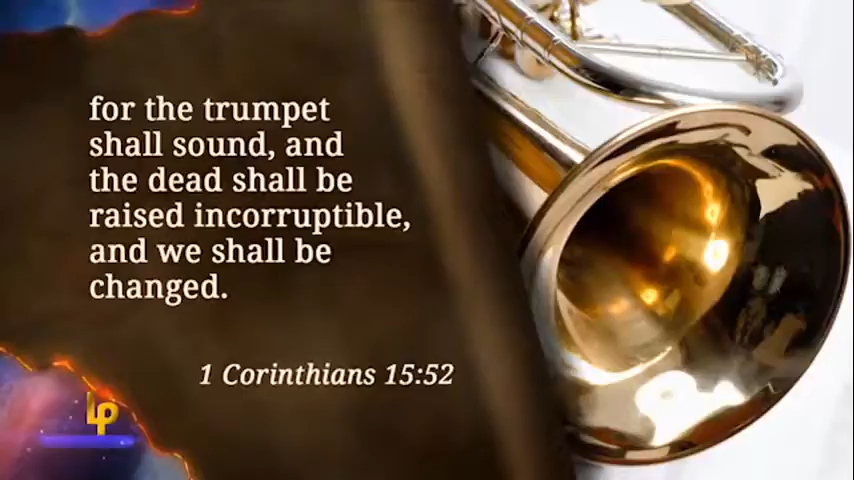 for the trumpet
shall sound, and
the dead shall be
raised incorruptible,
and we shall be
changed.
1 Corinthians 15:52
LP